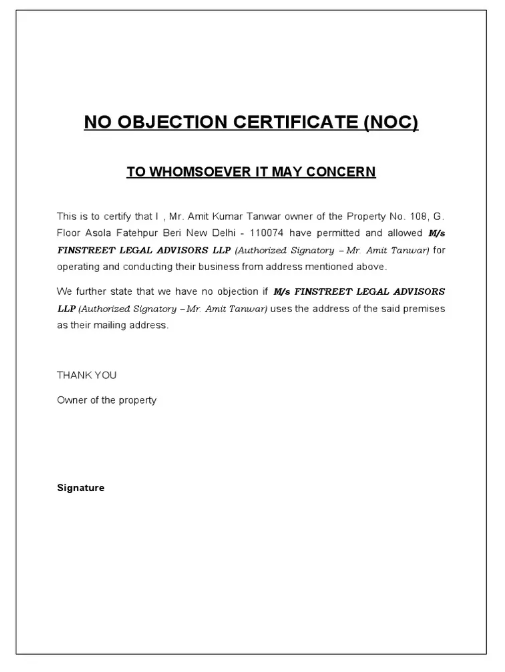 NO OBJECTION CERTIFICATE (NOC)
TO WHOMSOEVER IT MAY CONCERN
This is to certify that I , Mr. Amit Kumar Tanwar owner of the Property No. 108, G.
Floor Asola Fatehpur Beri New Delhi - 110074 have permitted and allowed M/s
FINSTREET LEGAL ADVISORS LLP (Authorized Signatory – Mr. Amit Tanwar) for
operating and conducting their business from address mentioned above.
We further state that we have no objection if M/s FINSTREET LEGAL ADVISORS
LLP (Authorized Signatory – Mr. Amit Tanwar) uses the address of the said premises
as their mailing address.
THANK YOU
Owner of the property
Signature